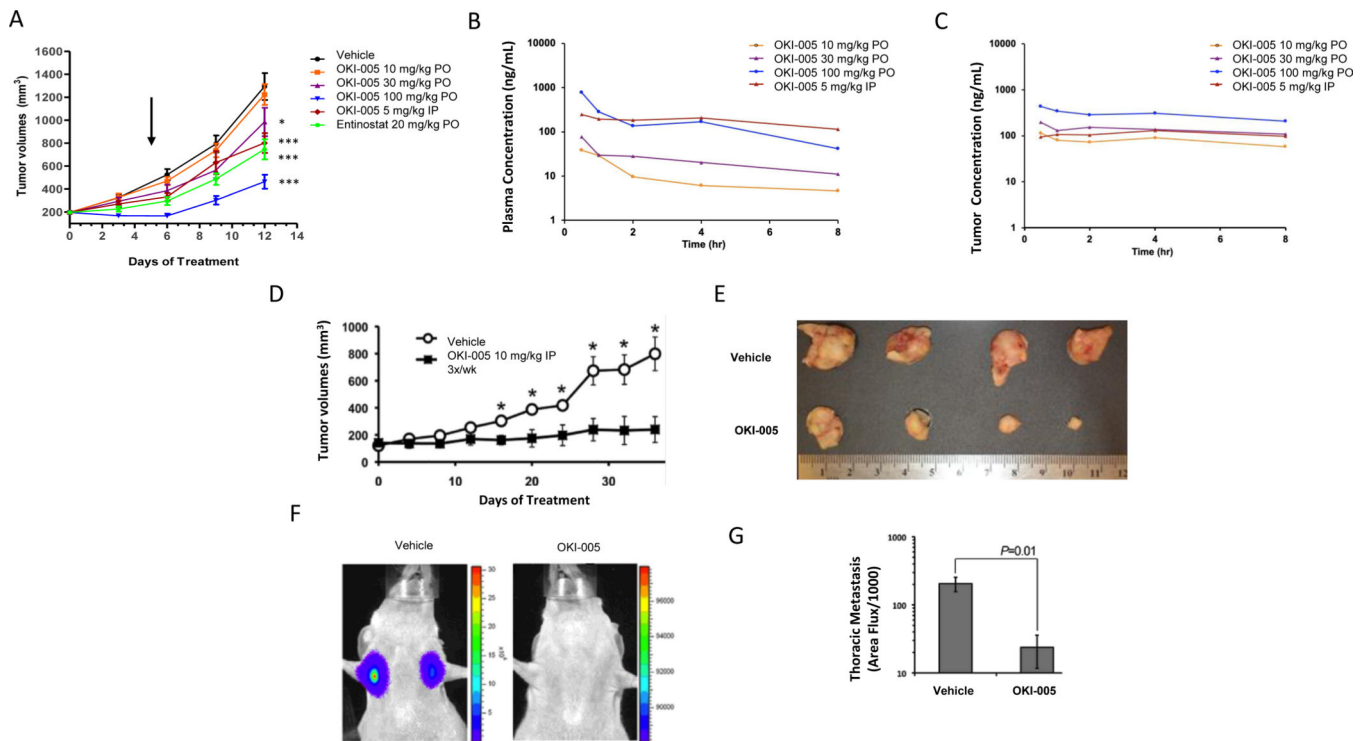 A
1600
1400
1200
1000
800
600
400
200
0 2 4 6 8 10 12 14
Tumor volumes (mm³)
Days of Treatment
Vehicle
OKI-005 10 mg/kg PO
OKI-005 30 mg/kg PO
OKI-005 100 mg/kg PO
OKI-005 5 mg/kg IP
Entinostat 20 mg/kg PO
*
***
***
***
B
10000
1000
100
10
1
0 2 4 6 8
Plasma Concentration (ng/mL)
Time (hr)
OKI-005 10 mg/kg PO
OKI-005 30 mg/kg PO
OKI-005 100 mg/kg PO
OKI-005 5 mg/kg IP
C
10000
1000
100
10
1
0 2 4 6 8
Tumor Concentration (ng/mL)
Time (hr)
OKI-005 10 mg/kg PO
OKI-005 30 mg/kg PO
OKI-005 100 mg/kg PO
OKI-005 5 mg/kg IP
D
1000
800
600
400
200
0
0 10 20 30
Tumor volumes (mm³)
Days of Treatment
Vehicle
OKI-005 10 mg/kg IP
3x/wk
* * * * * *
E
Vehicle
OKI-005
1 2 3 4 5 6 7 8 9 10 11 12
F
Vehicle
OKI-005
30
25
20
15
10
5
96000
94000
92000
90000
G
1000
100
10
Thoracic Metastasis
(Area Flux/1000)
P=0.01
Vehicle OKI-005